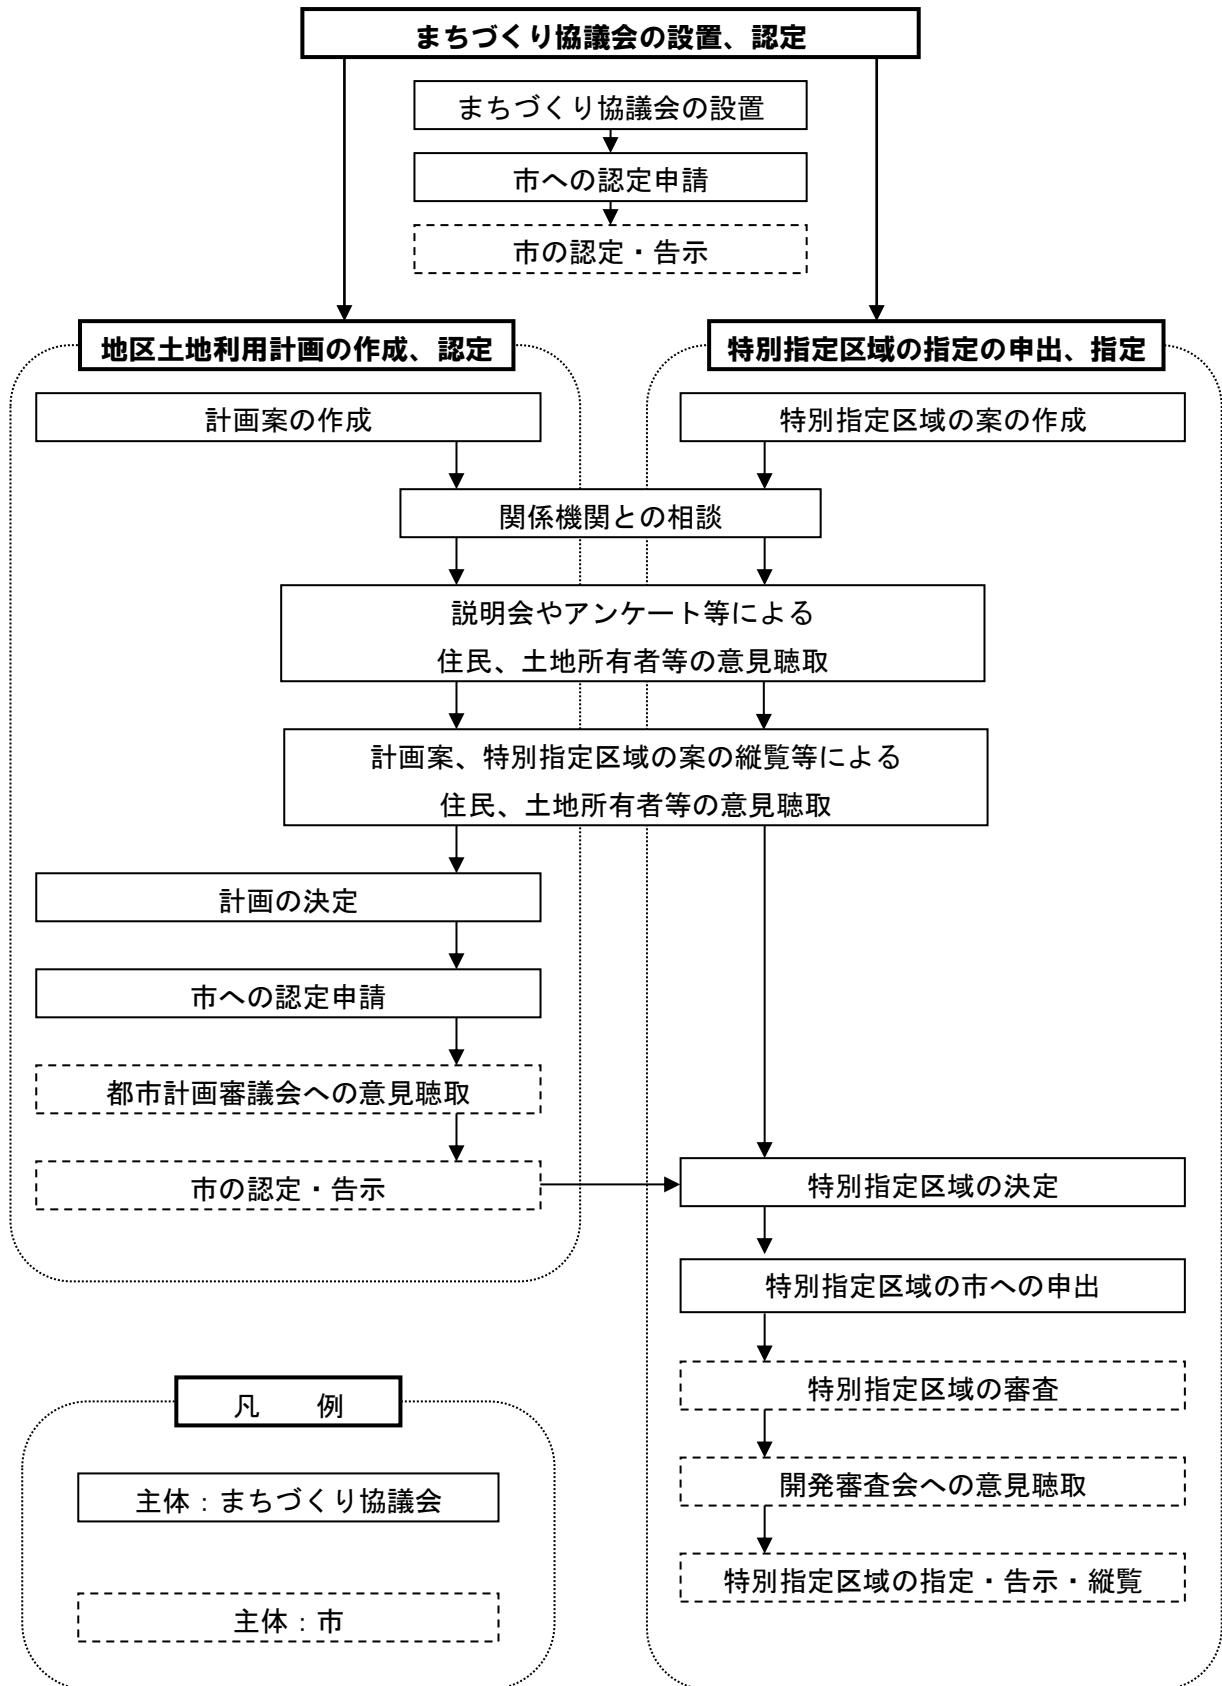 まちづくり協議会の設置、認定
まちづくり協議会の設置
市への認定申請
市の認定・告示
地区土地利用計画の作成、認定
特別指定区域の指定の申出、指定
計画案の作成
特別指定区域の案の作成
関係機関との相談
説明会やアンケート等による
住民、土地所有者等の意見聴取
計画案、特別指定区域の案の縦覧等による
住民、土地所有者等の意見聴取
計画の決定
市への認定申請
都市計画審議会への意見聴取
市の認定・告示
特別指定区域の決定
特別指定区域の市への申出
特別指定区域の審査
開発審査会への意見聴取
特別指定区域の指定・告示・縦覧
凡　　例
主体：まちづくり協議会
主体：市